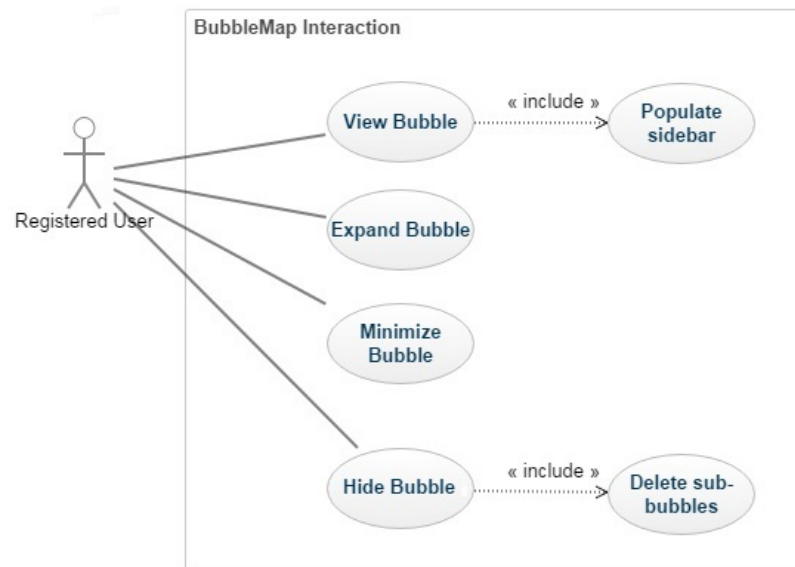 BubbleMap Interaction
View Bubble
« include »
Populate
sidebar
Registered User
Expand Bubble
Minimize
Bubble
Hide Bubble
« include »
Delete sub-
bubbles